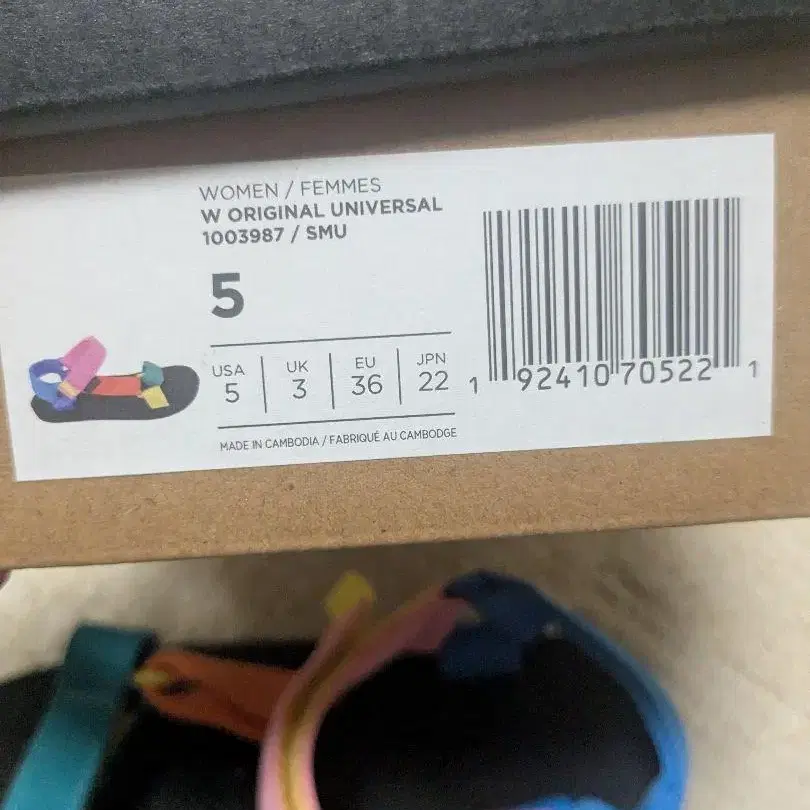 WOMEN / FEMMES
W ORIGINAL UNIVERSAL
1003987 / SMU
5
USA UK EU JPN
5 3 36 22
MADE IN CAMBODIA / FABRIQUÉ AU CAMBODGE
1 92410 70522 1